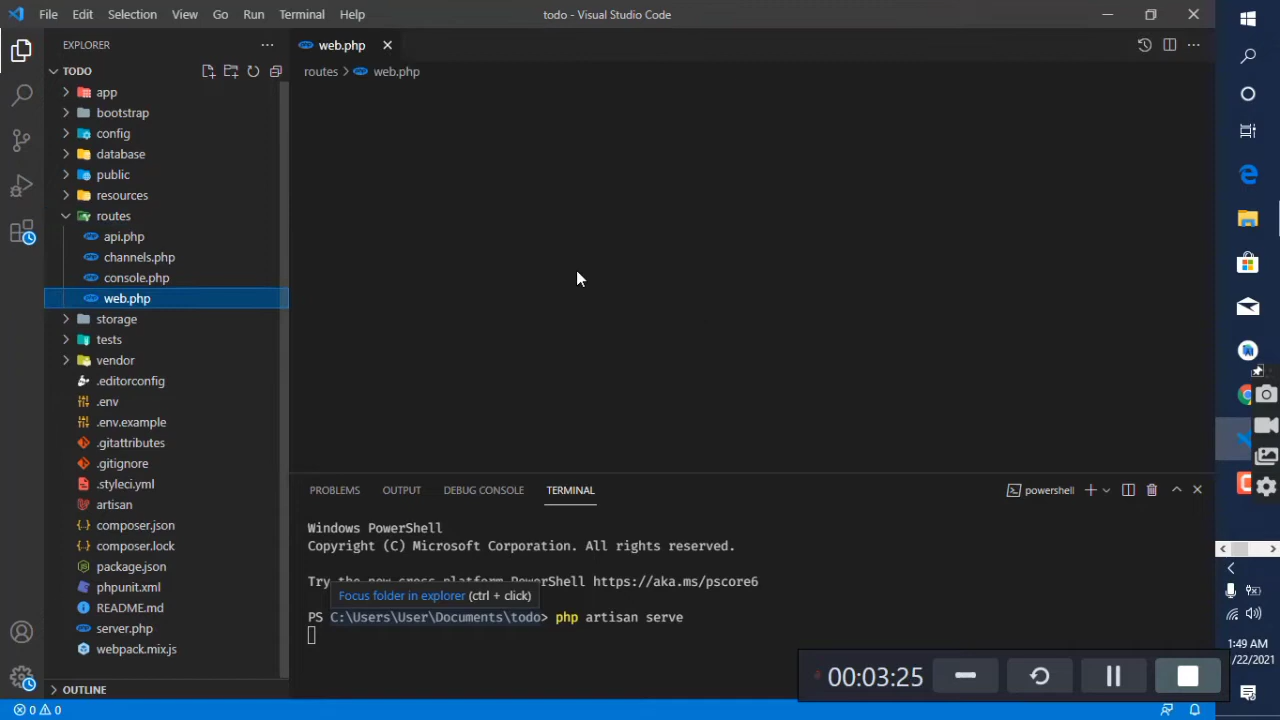 File Edit Selection View Go Run Terminal Help
todo - Visual Studio Code
EXPLORER
web.php
TODO
routes > web.php
app
bootstrap
config
database
public
resources
routes
api.php
channels.php
console.php
web.php
storage
tests
vendor
.editorconfig
.env
.env.example
.gitattributes
.gitignore
.styleci.yml
artisan
composer.json
composer.lock
package.json
phpunit.xml
README.md
server.php
webpack.mix.js
OUTLINE
PROBLEMS OUTPUT DEBUG CONSOLE TERMINAL
powershell
Windows PowerShell
Copyright (C) Microsoft Corporation. All rights reserved.
Try the new cross-platform PowerShell https://aka.ms/pscore6
Focus folder in explorer (ctrl + click)
PS C:\Users\User\Documents\todo> php artisan serve
00:03:25
0 0
1:49 AM
/22/2021